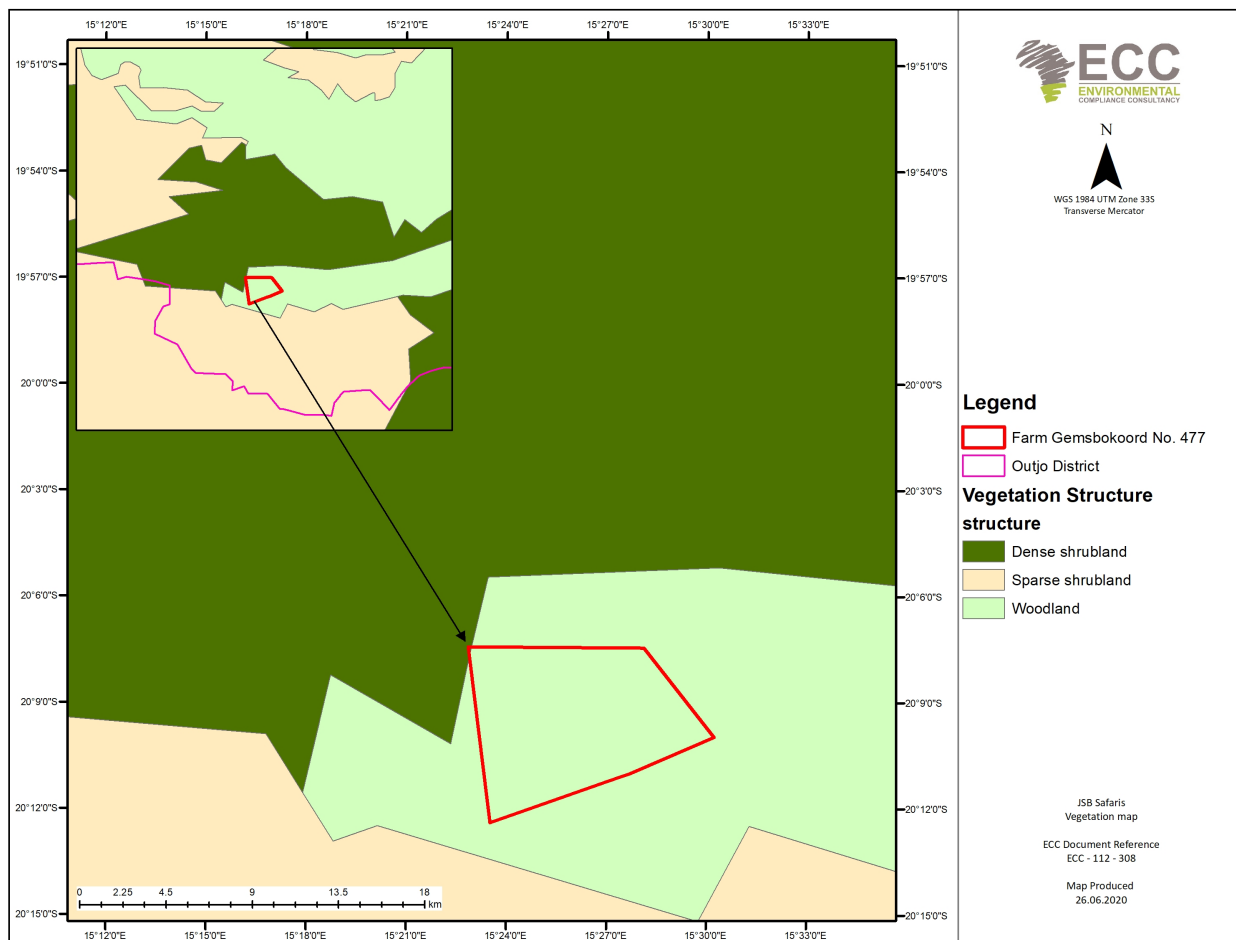 15°12'0"E 15°15'0"E 15°18'0"E 15°21'0"E 15°24'0"E 15°27'0"E 15°30'0"E 15°33'0"E
19°51'0"S 19°51'0"S
19°54'0"S 19°54'0"S
19°57'0"S 19°57'0"S
20°0'0"S 20°0'0"S
20°3'0"S 20°3'0"S
20°6'0"S 20°6'0"S
20°9'0"S 20°9'0"S
20°12'0"S 20°12'0"S
20°15'0"S 20°15'0"S
0 2.25 4.5 9 13.5 18
km
15°12'0"E 15°15'0"E 15°18'0"E 15°21'0"E 15°24'0"E 15°27'0"E 15°30'0"E 15°33'0"E
ECC
ENVIRONMENTAL
COMPLIANCE CONSULTANCY
N
WGS 1984 UTM Zone 33S
Transverse Mercator
Legend
Farm Gemsbokoord No. 477
Outjo District
Vegetation Structure
structure
Dense shrubland
Sparse shrubland
Woodland
JSB Safaris
Vegetation map
ECC Document Reference
ECC - 112 - 308
Map Produced
26.06.2020